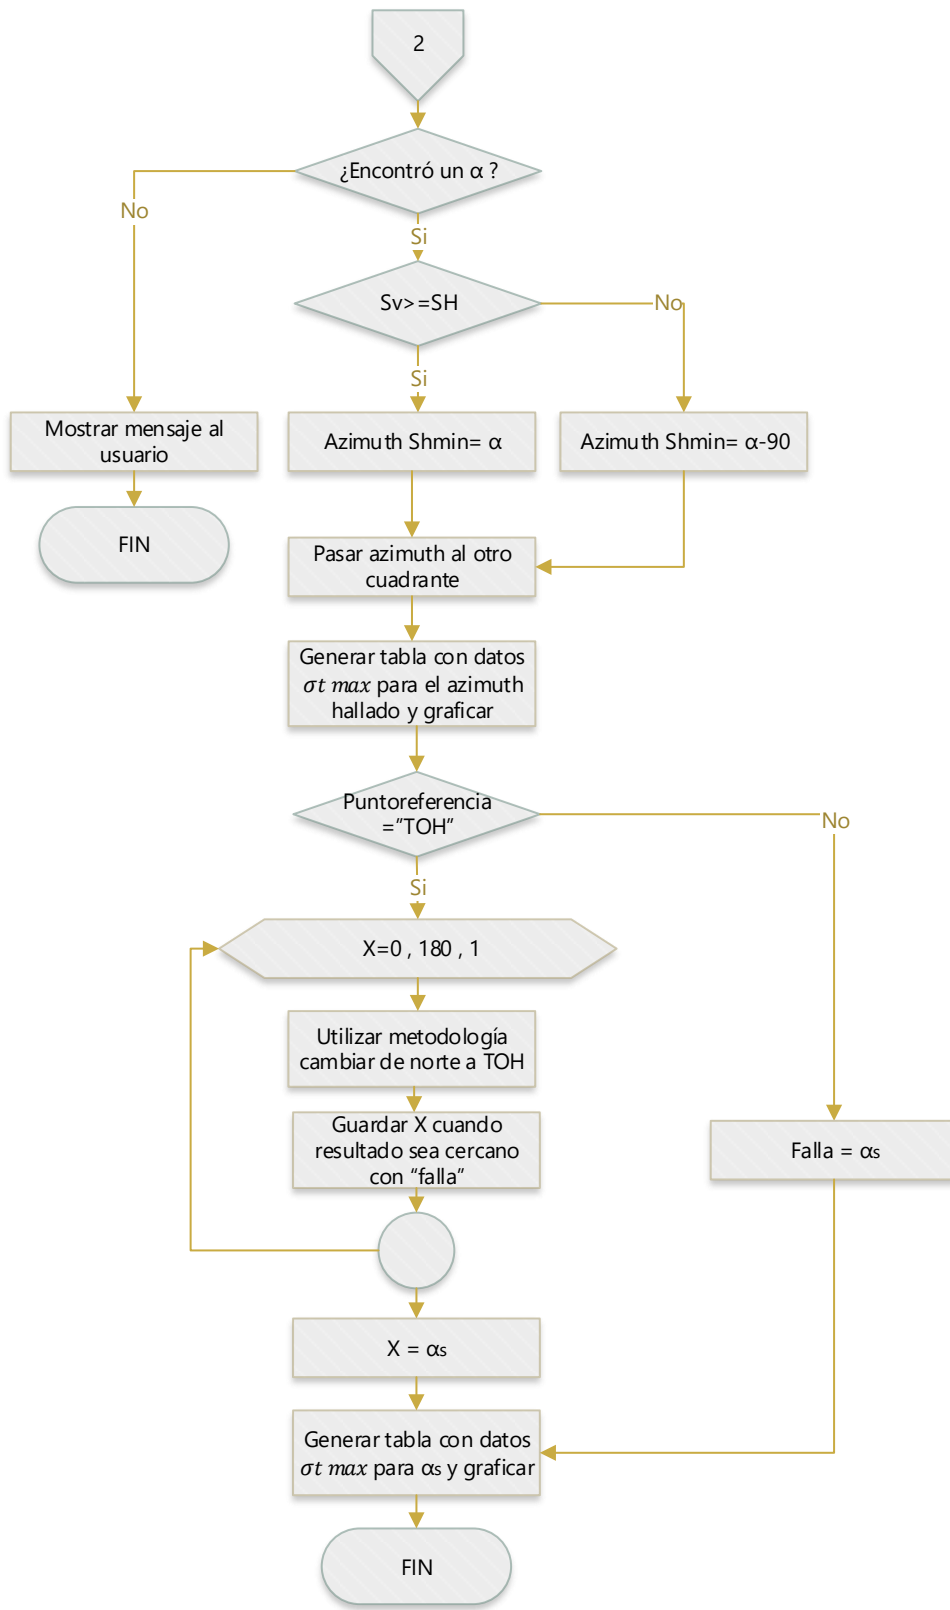 2
¿Encontró un α ?
No
Si
Sv>=SH
No
Si
Mostrar mensaje al
usuario
Azimuth Shmin= α
Azimuth Shmin= α-90
FIN
Pasar azimuth al otro
cuadrante
Generar tabla con datos
σt max para el azimuth
hallado y graficar
Puntoreferencia
="TOH"
No
Si
X=0 , 180 , 1
Utilizar metodología
cambiar de norte a TOH
Guardar X cuando
resultado sea cercano
con “falla”
Falla = αs
X = αs
Generar tabla con datos
σt max para αs y graficar
FIN